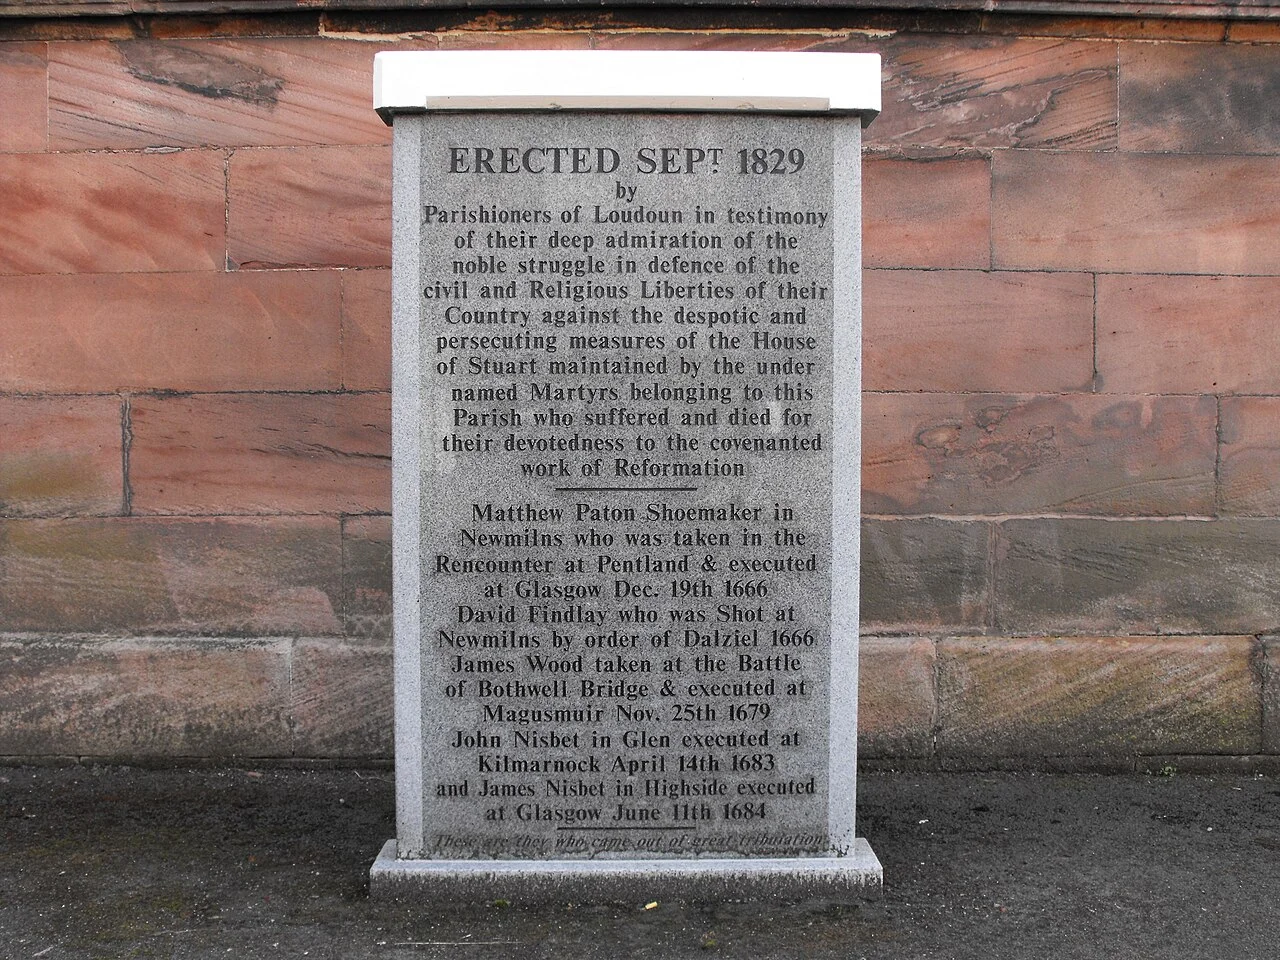 ERECTED SEPT. 1829
by
Parishioners of Loudoun in testimony
of their deep admiration of the
noble struggle in defence of the
civil and Religious Liberties of their
Country against the despotic and
persecuting measures of the House
of Stuart maintained by the under
named Martyrs belonging to this
Parish who suffered and died for
their devotedness to the covenanted
work of Reformation
Matthew Paton Shoemaker in
Newmilns who was taken in the
Rencounter at Pentland & executed
at Glasgow Dec. 19th 1666
David Findlay who was Shot at
Newmilns by order of Dalziel 1666
James Wood taken at the Battle
of Bothwell Bridge & executed at
Magusmuir Nov. 25th 1679
John Nisbet in Glen executed at
Kilmarnock April 14th 1683
and James Nisbet in Highside executed
at Glasgow June 11th 1684
These are they who came out of great tribulation